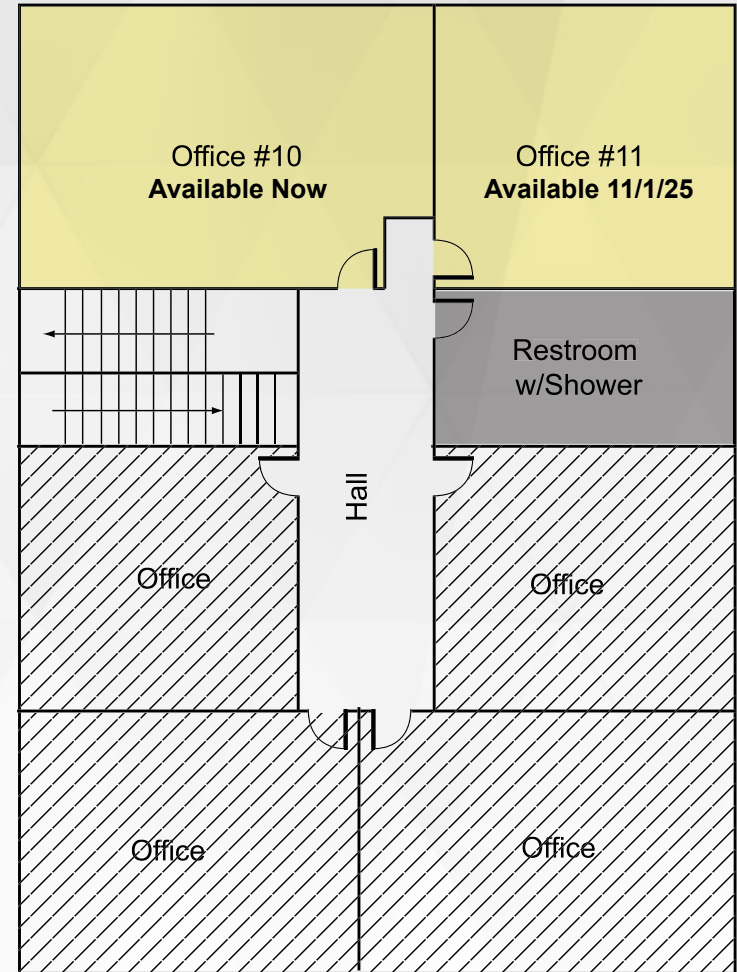 Office #10
Available Now
Office #11
Available 11/1/25
Restroom
w/Shower
Hall
Office
Office
Office
Office